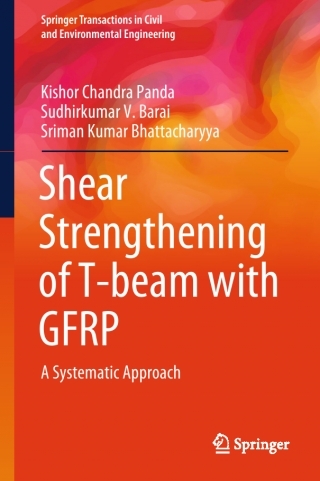 Springer Transactions in Civil
and Environmental Engineering
Kishor Chandra Panda
Sudhirkumar V. Barai
Sriman Kumar Bhattacharyya
Shear
Strengthening
of T-beam with
GFRP
A Systematic Approach
Springer